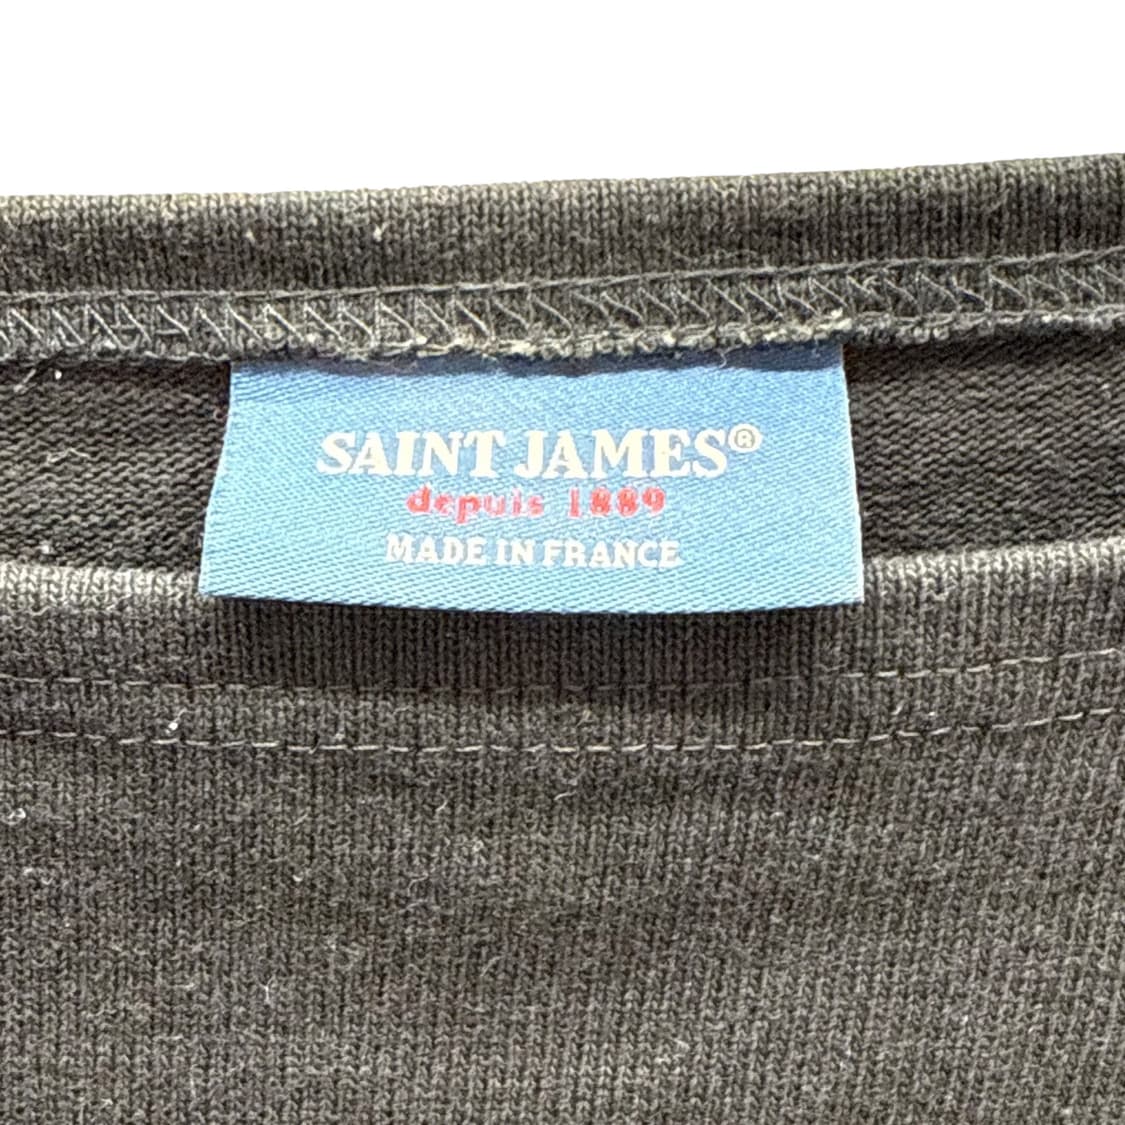 SAINT JAMES®
depuis 1889
MADE IN FRANCE